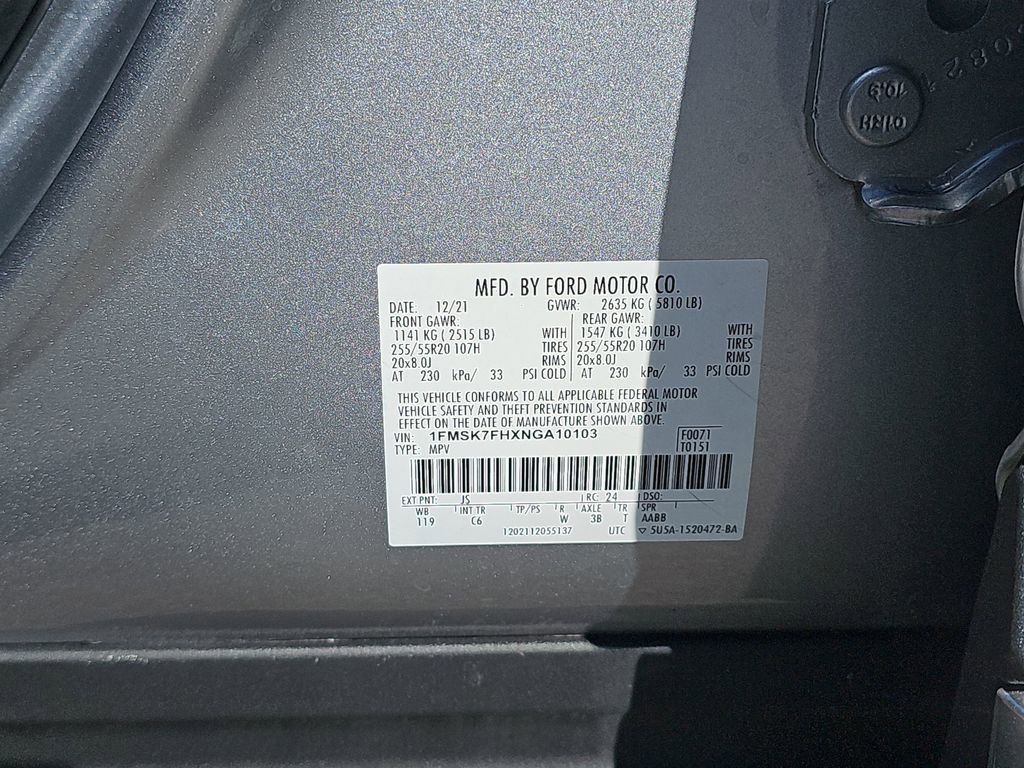 30821
10.9
MFD. BY FORD MOTOR CO.
DATE: 12/21 GVWR: 2635 KG ( 5810 LB)
FRONT GAWR: REAR GAWR:
1141 KG ( 2515 LB) WITH 1547 KG ( 3410 LB) WITH
255/55R20 107H TIRES 255/55R20 107H TIRES
20x8.0J RIMS 20x8.0J RIMS
AT 230 kPa/ 33 PSI COLD AT 230 kPa/ 33 PSI COLD
THIS VEHICLE CONFORMS TO ALL APPLICABLE FEDERAL MOTOR
VEHICLE SAFETY AND THEFT PREVENTION STANDARDS IN
EFFECT ON THE DATE OF MANUFACTURE SHOWN ABOVE.
VIN: 1FMSK7FHXNGA10103 F0071
TYPE: MPV T0151
EXT PNT: JS RC: 24 DSO:
WB INT TR TP/PS R AXLE TR SPR
119 C6 W 3B T AABB
1202112055137 UTC ▽ 5U5A-1520472-BA